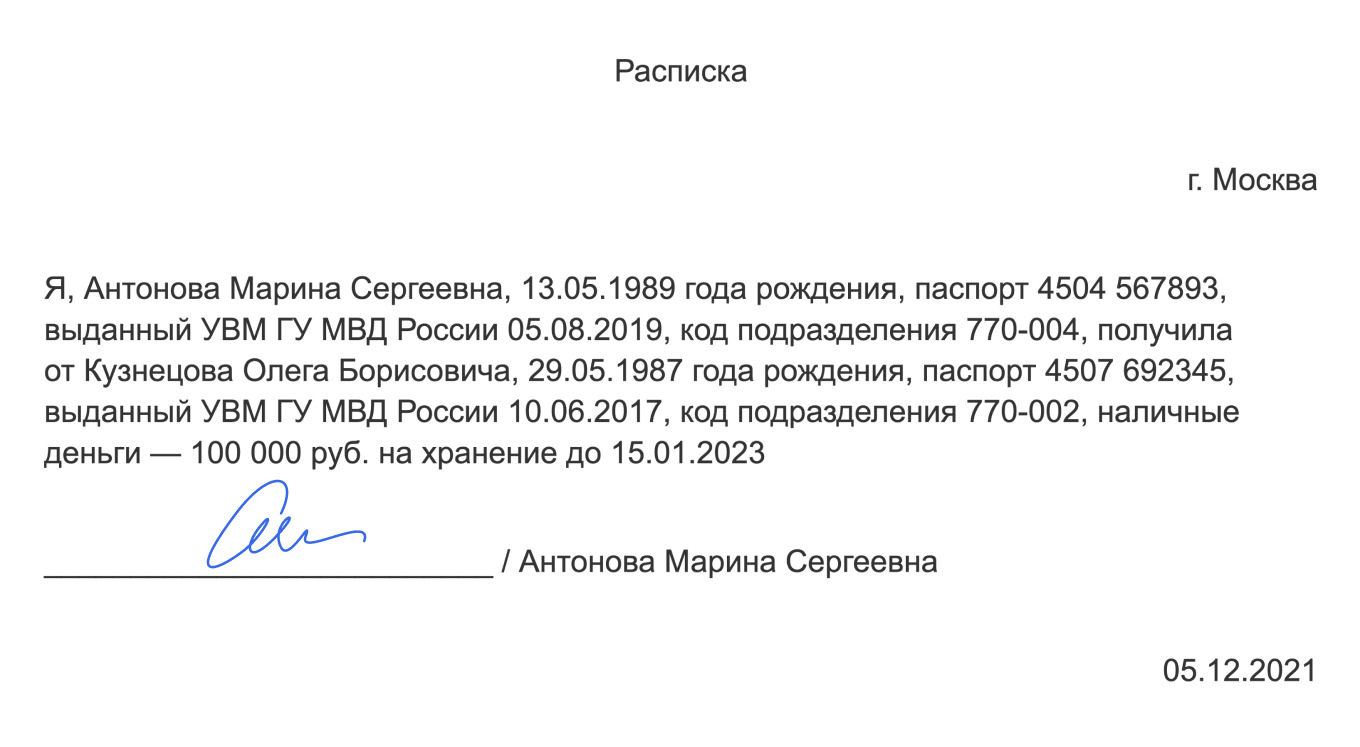 Расписка
г. Москва
Я, Антонова Марина Сергеевна, 13.05.1989 года рождения, паспорт 4504 567893,
выданный УВМ ГУ МВД России 05.08.2019, код подразделения 770-004, получила
от Кузнецова Олега Борисовича, 29.05.1987 года рождения, паспорт 4507 692345,
выданный УВМ ГУ МВД России 10.06.2017, код подразделения 770-002, наличные
деньги — 100 000 руб. на хранение до 15.01.2023
/ Антонова Марина Сергеевна
05.12.2021